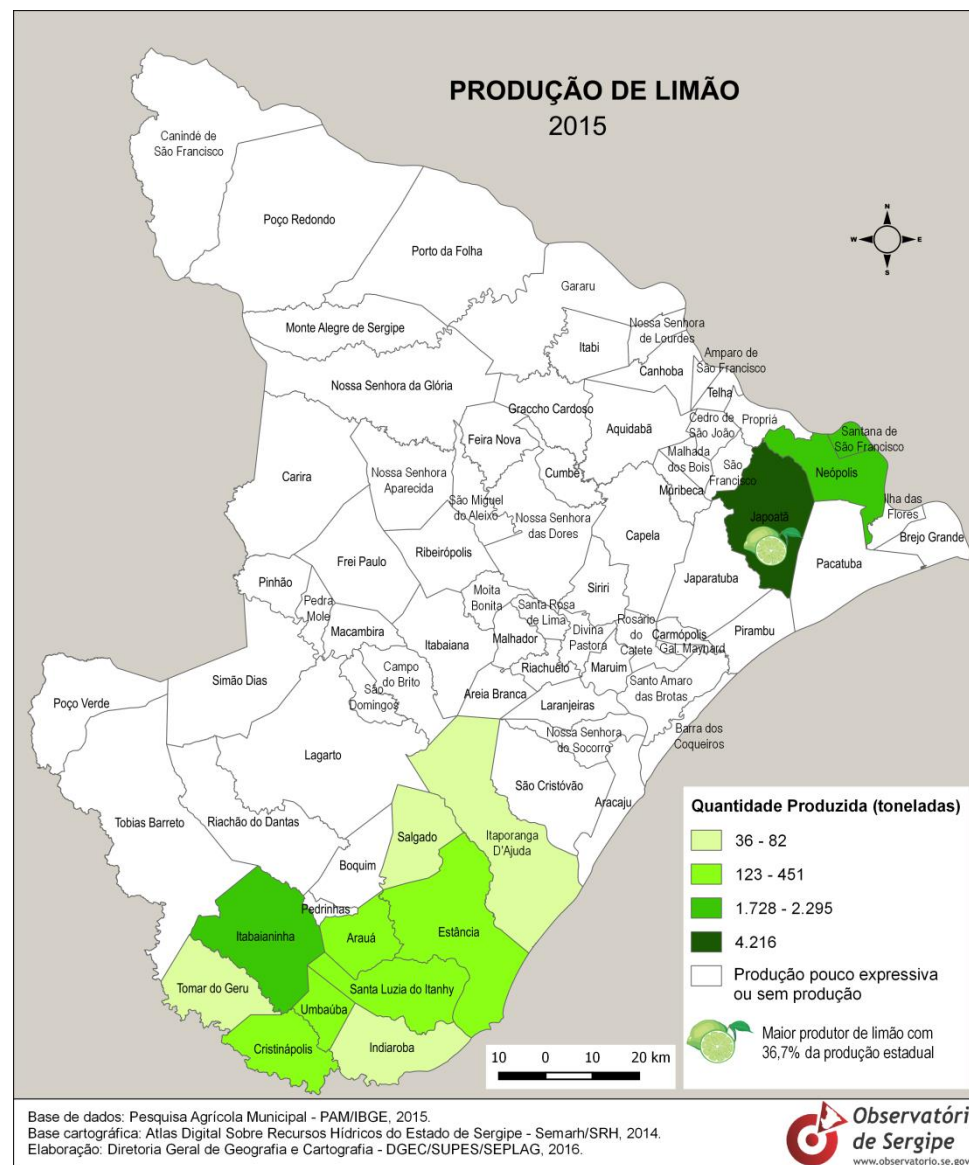 PRODUÇÃO DE LIMÃO
2015
Canindé de
São Francisco
Poço Redondo
Porto da Folha
N
W
E
S
Gararu
Monte Alegre de Sergipe
Nossa Senhora
de Lourdes
Itabi
Amparo de
São Francisco
Canhoba
Nossa Senhora da Glória
Telha
Graccho Cardoso
Cedro de
São João
Propriá
Feira Nova
Aquidabã
Santana de
São Francisco
Malhada
dos Bois
São
Francisco
Neópolis
Carira
Nossa Senhora
Aparecida
Cumbe
Muribeca
São Miguel
do Aleixo
Ilha das
Flores
Japoatã
Nossa Senhora
das Dores
Brejo Grande
Capela
Ribeirópolis
Frei Paulo
Pacatuba
Japaratuba
Pinhão
Siriri
Moita
Bonita
Pedra
Mole
Santa Rosa
de Lima
Rosário
do
Catete
Divina
Pastora
Pirambu
Macambira
Itabaiana
Malhador
Carmópolis
Gal. Maynard
Campo
do Brito
Riachuelo
Maruim
Simão Dias
Santo Amaro
das Brotas
São
Domingos
Areia Branca
Poço Verde
Laranjeiras
Nossa Senhora
do Socorro
Barra dos
Coqueiros
Lagarto
São Cristóvão
Aracaju
Tobias Barreto
Riachão do Dantas
Salgado
Itaporanga
D'Ajuda
Boquim
Pedrinhas
Itabaianinha
Arauá
Estância
Tomar do Geru
Santa Luzia do Itanhy
Umbaúba
Cristinápolis
Indiaroba
Quantidade Produzida (toneladas)
36 - 82
123 - 451
1.728 - 2.295
4.216
Produção pouco expressiva
ou sem produção
Maior produtor de limão com
36,7% da produção estadual
10 0 10 20 km
Base de dados: Pesquisa Agrícola Municipal - PAM/IBGE, 2015.
Base cartográfica: Atlas Digital Sobre Recursos Hídricos do Estado de Sergipe - Semarh/SRH, 2014.
Elaboração: Diretoria Geral de Geografia e Cartografia - DGEC/SUPES/SEPLAG, 2016.
Observatóri
de Sergipe
www.observatorio.se.gov